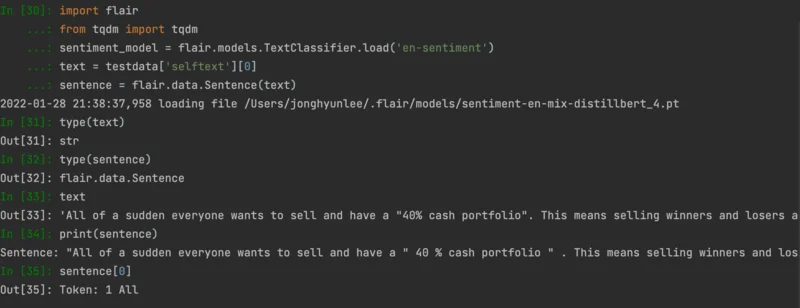 In [30]: import flair
    ...: from tqdm import tqdm
    ...: sentiment_model = flair.models.TextClassifier.load('en-sentiment')
    ...: text = testdata['selftext'][0]
    ...: sentence = flair.data.Sentence(text)
2022-01-28 21:38:37,958 loading file /Users/jonghyunlee/.flair/models/sentiment-en-mix-distillbert_4.pt
In [31]: type(text)
Out[31]: str
In [32]: type(sentence)
Out[32]: flair.data.Sentence
In [33]: text
Out[33]: 'All of a sudden everyone wants to sell and have a "40% cash portfolio". This means selling winners and losers a
In [34]: print(sentence)
Sentence: "All of a sudden everyone wants to sell and have a " 40 % cash portfolio " . This means selling winners and los
In [35]: sentence[0]
Out[35]: Token: 1 All